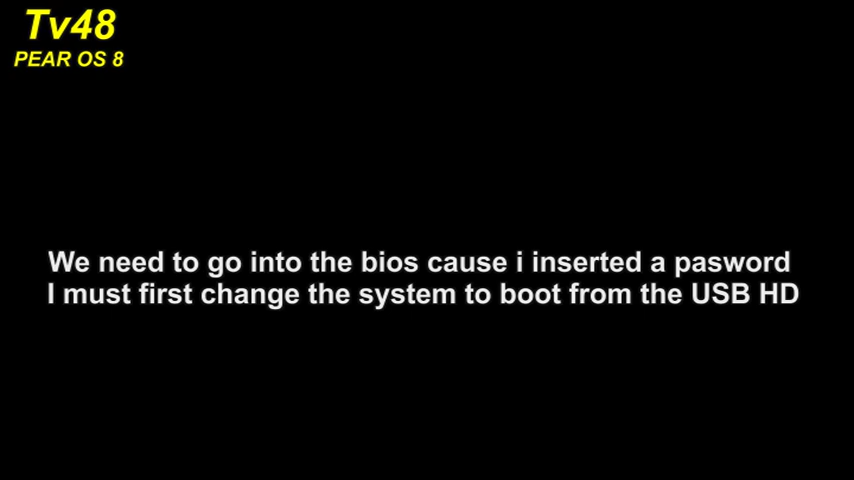 Tv48
PEAR OS 8
We need to go into the bios cause i inserted a pasword
I must first change the system to boot from the USB HD